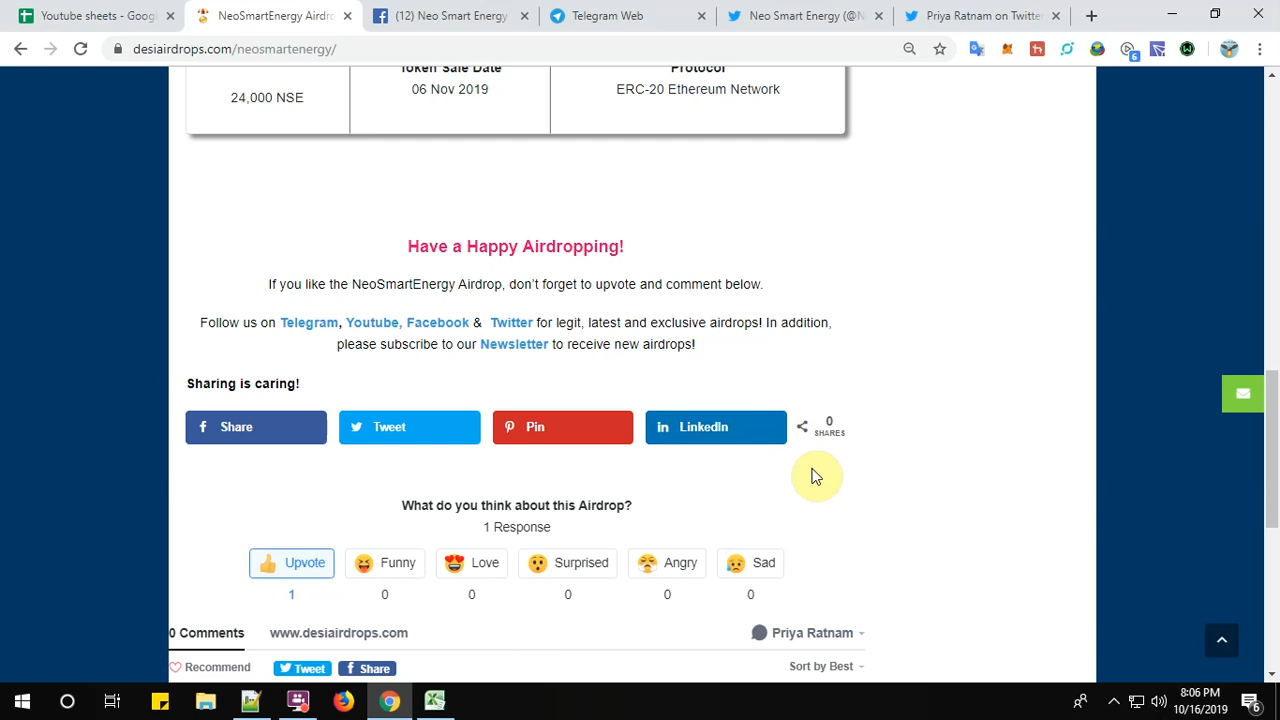 Youtube sheets - Googl
NeoSmartEnergy Airdro
(12) Neo Smart Energy
Telegram Web
Neo Smart Energy (@N
Priya Ratnam on Twitte
desiairdrops.com/neosmartenergy/
6
Token Sale Date
Protocol
24,000 NSE
06 Nov 2019
ERC-20 Ethereum Network
Have a Happy Airdropping!
If you like the NeoSmartEnergy Airdrop, don't forget to upvote and comment below.
Follow us on Telegram, Youtube, Facebook & Twitter for legit, latest and exclusive airdrops! In addition,
please subscribe to our Newsletter to receive new airdrops!
Sharing is caring!
Share
Tweet
Pin
LinkedIn
0
SHARES
What do you think about this Airdrop?
1 Response
Upvote
Funny
Love
Surprised
Angry
Sad
1
0
0
0
0
0
0 Comments
www.desiairdrops.com
Priya Ratnam
Recommend
Tweet
Share
Sort by Best
8:06 PM
10/16/2019
6